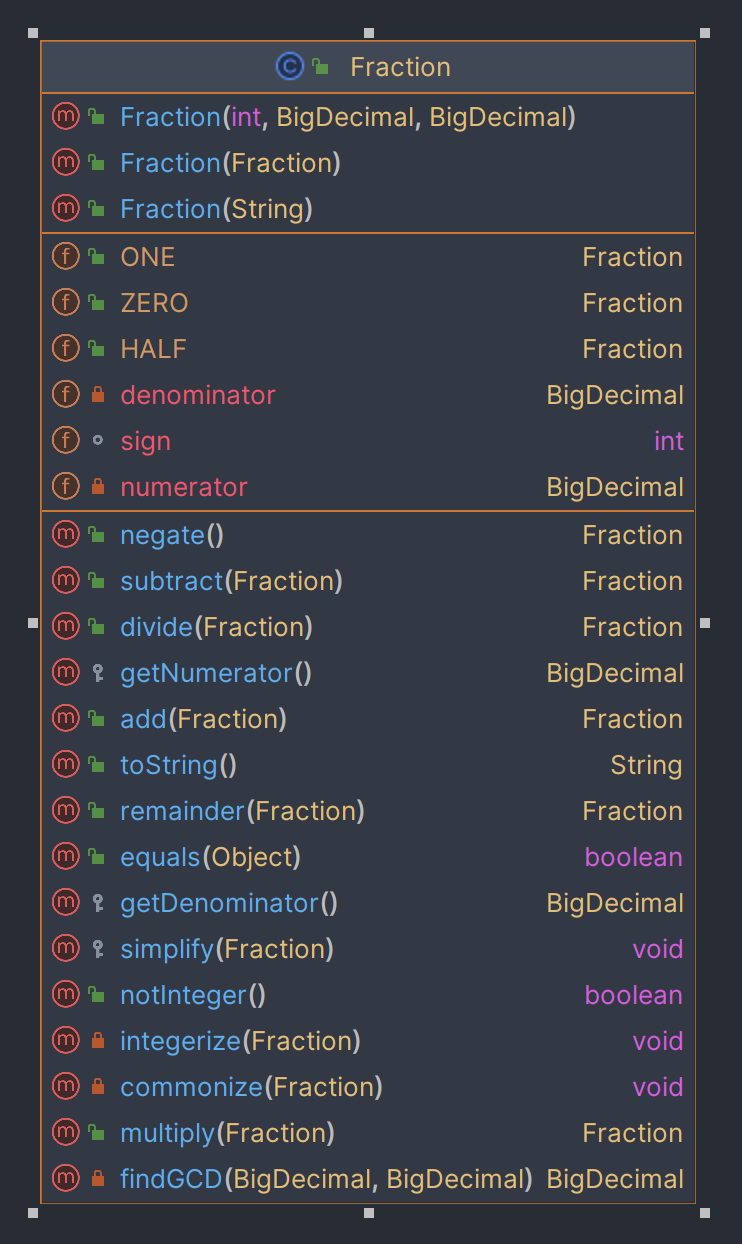 Fraction
Fraction(int, BigDecimal, BigDecimal)
Fraction(Fraction)
Fraction(String)
ONE Fraction
ZERO Fraction
HALF Fraction
denominator BigDecimal
sign int
numerator BigDecimal
negate() Fraction
subtract(Fraction) Fraction
divide(Fraction) Fraction
getNumerator() BigDecimal
add(Fraction) Fraction
toString() String
remainder(Fraction) Fraction
equals(Object) boolean
getDenominator() BigDecimal
simplify(Fraction) void
notInteger() boolean
integerize(Fraction) void
commonize(Fraction) void
multiply(Fraction) Fraction
findGCD(BigDecimal, BigDecimal) BigDecimal